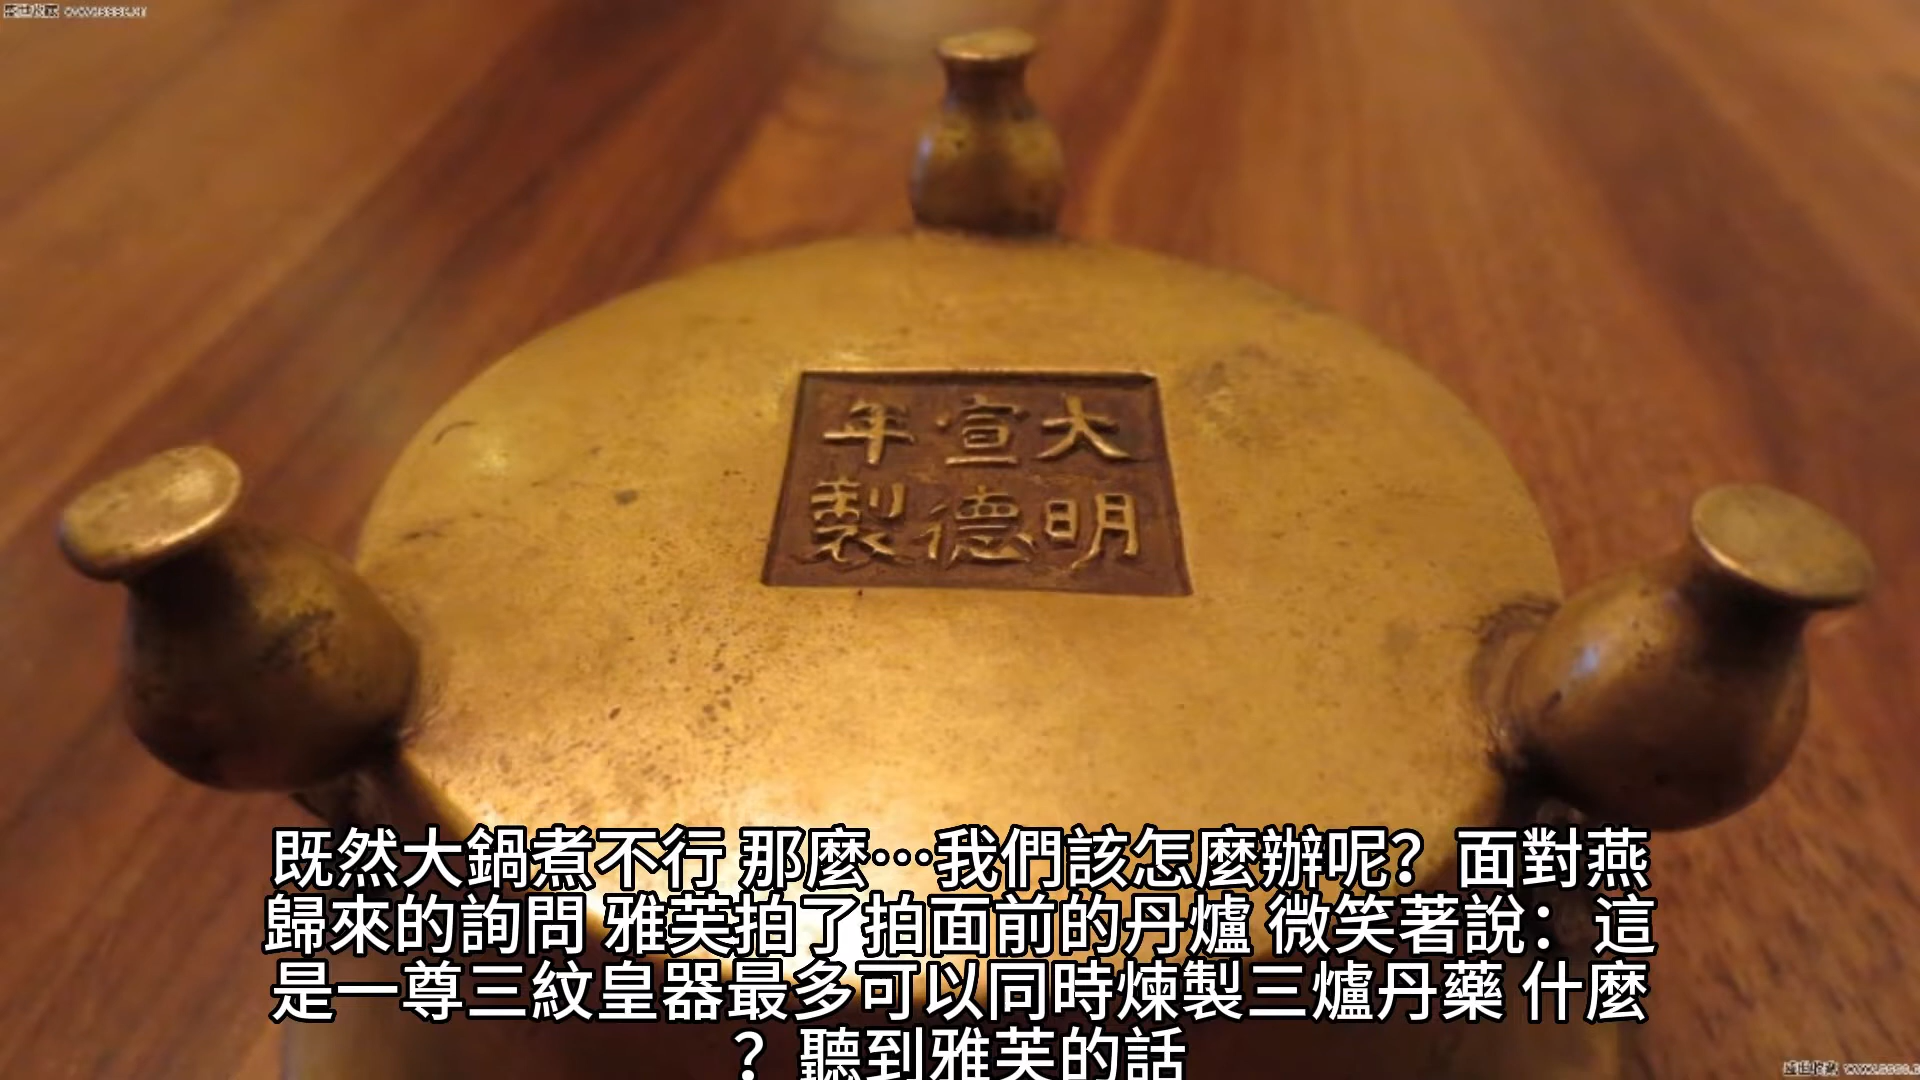 年宣大
製德明
既然大鍋煮不行 那麼…我們該怎麼辦呢？面對燕
歸來的詢問 雅芙拍了拍面前的丹爐 微笑著說：這
是一尊三紋皇器最多可以同時煉製三爐丹藥 什麼
？聽到雅芙的話